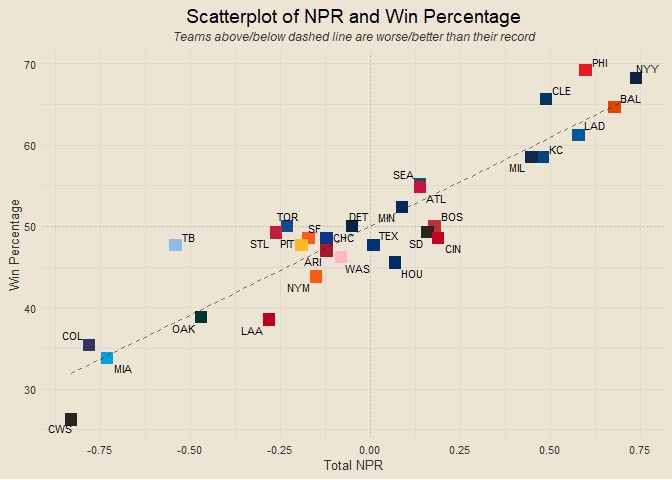 Scatterplot of NPR and Win Percentage
Teams above/below dashed line are worse/better than their record
70
PHI
NYY
CLE
BAL
LAD
60
KC
MIL
SEA
ATL
TOR
DET
MIN
BOS
50
TB
STL
PIT
SF
CHC
TEX
SD
CIN
ARI
WAS
HOU
NYM
40
OAK
LAA
COL
MIA
30
CWS
Win Percentage
-0.75
-0.50
-0.25
0.00
0.25
0.50
0.75
Total NPR